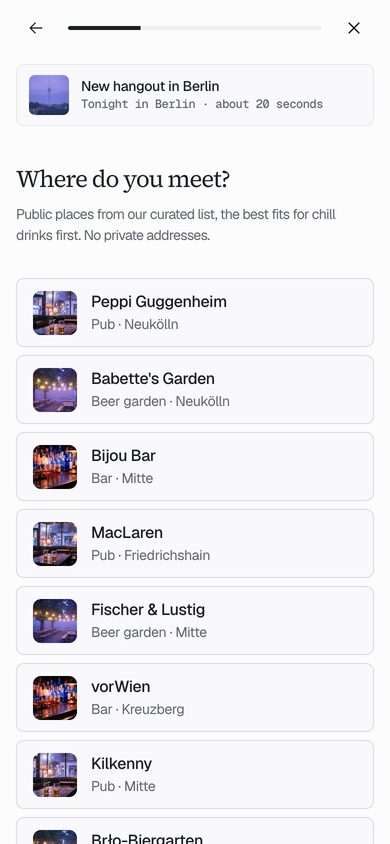 New hangout in Berlin
Tonight in Berlin · about 20 seconds
Where do you meet?
Public places from our curated list, the best fits for chill
drinks first. No private addresses.
Peppi Guggenheim
Pub · Neukölln
Babette's Garden
Beer garden · Neukölln
Bijou Bar
Bar · Mitte
MacLaren
Pub · Friedrichshain
Fischer & Lustig
Beer garden · Mitte
vorWien
Bar · Kreuzberg
Kilkenny
Pub · Mitte
Brło-Biergarten